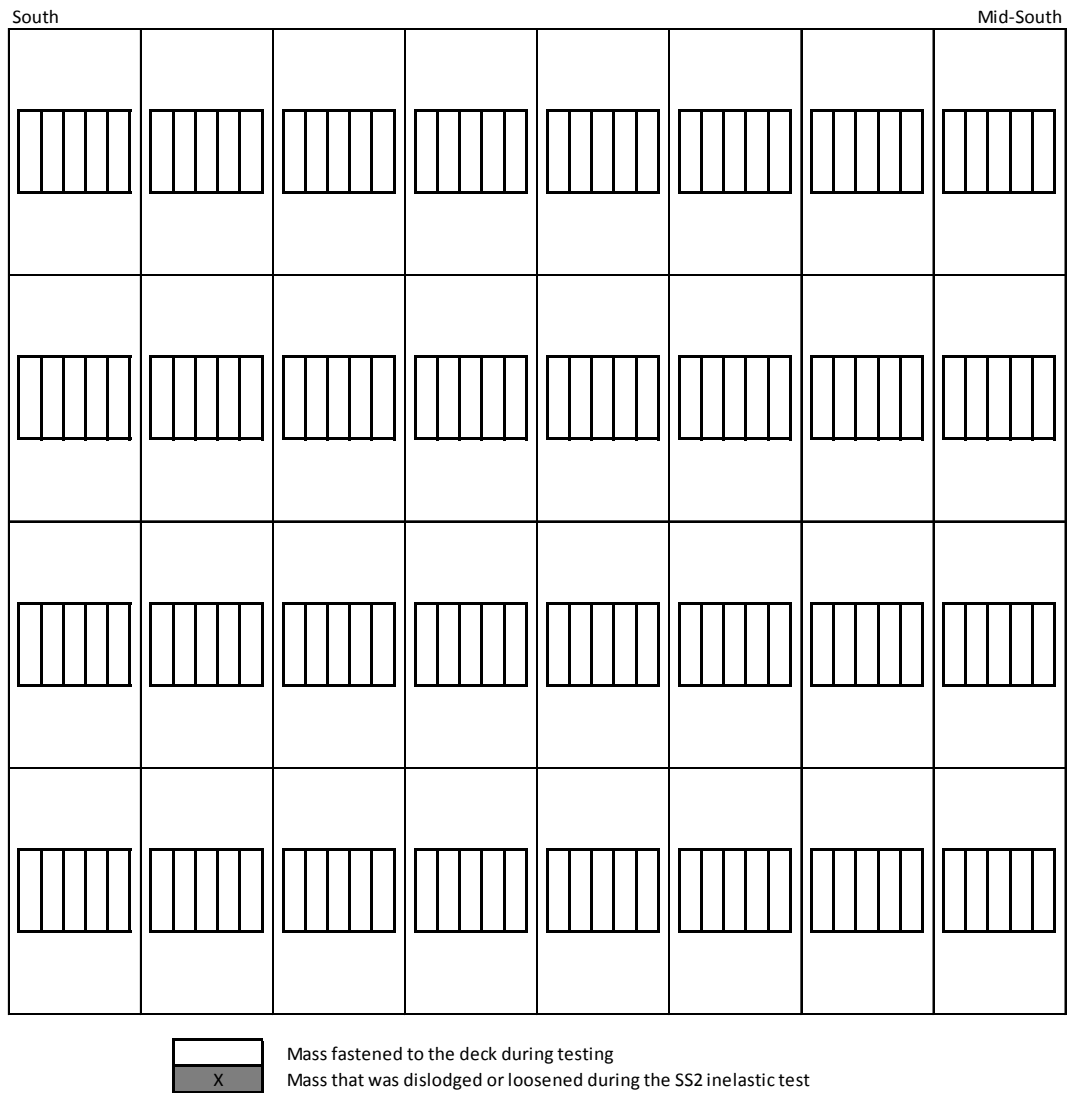 South Mid-South
Mass fastened to the deck during testing
X Mass that was dislodged or loosened during the SS2 inelastic test